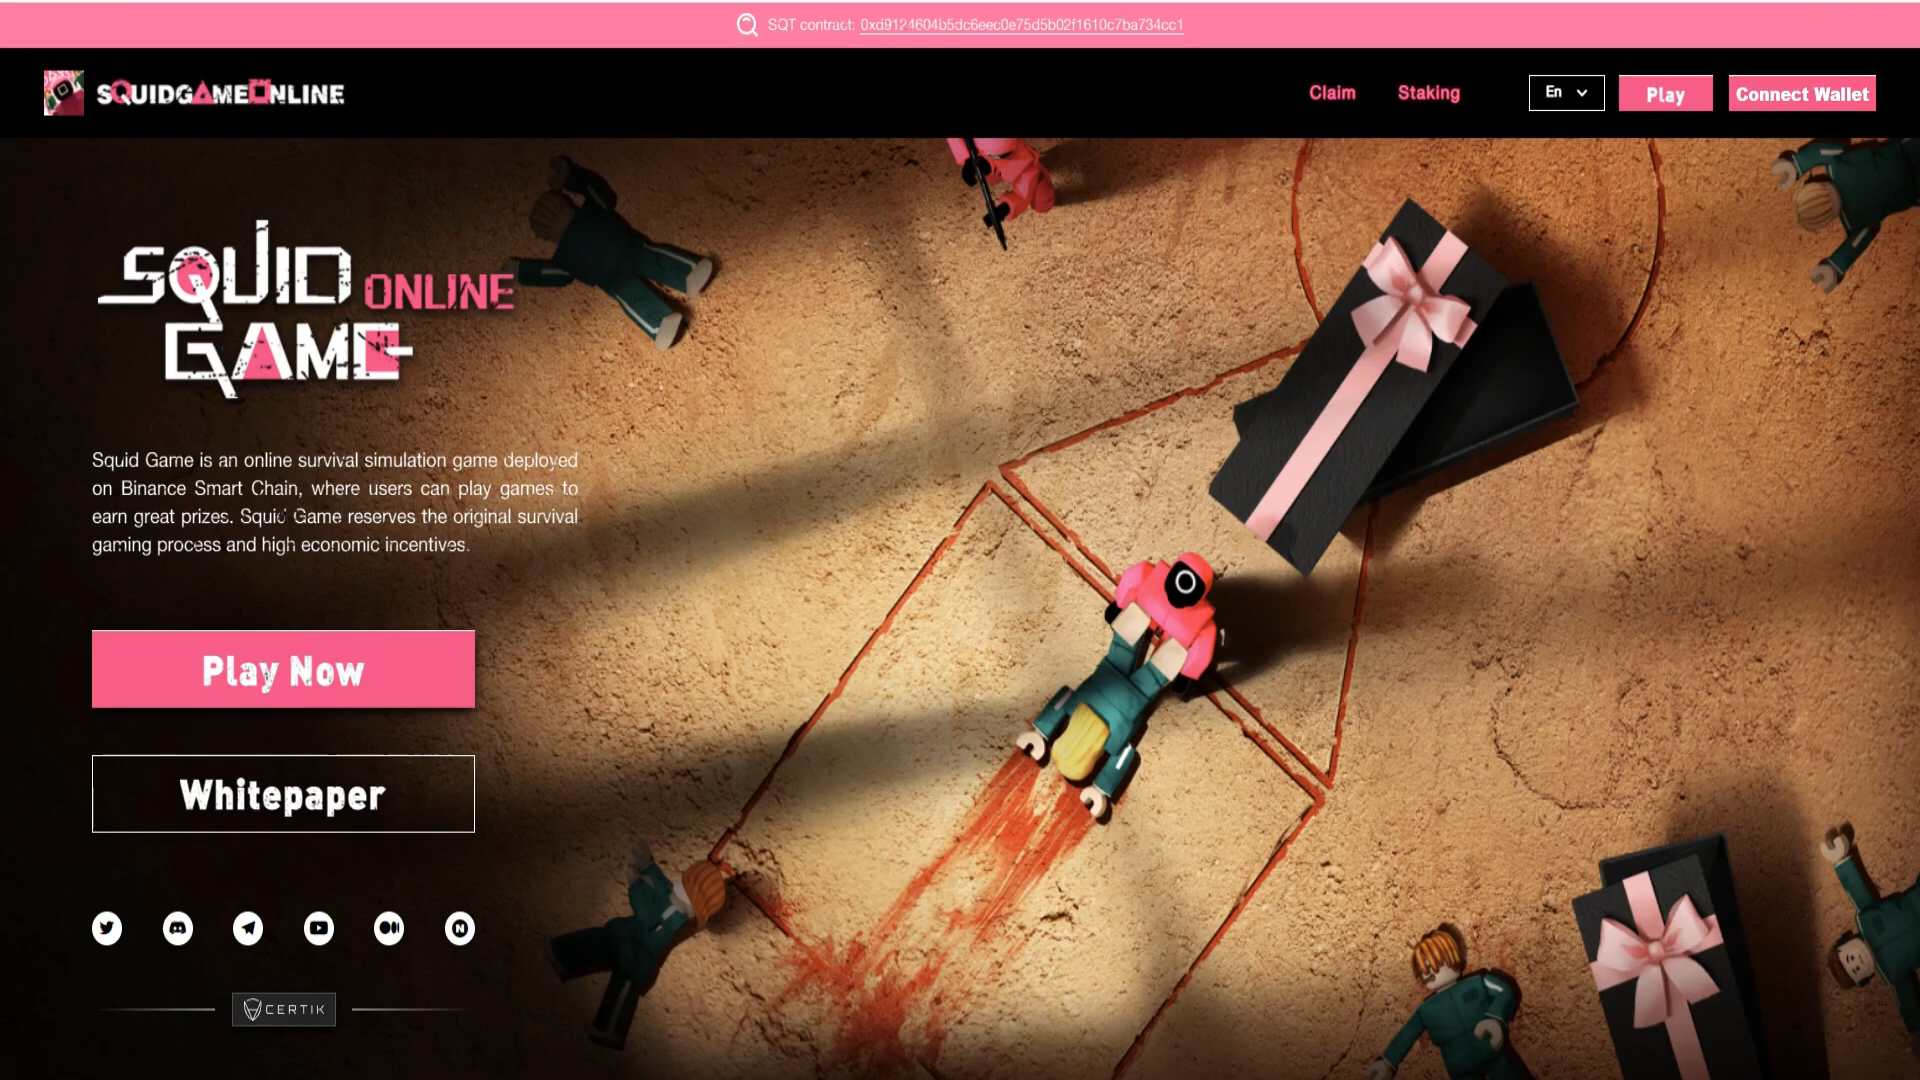 SQT contract: 0xd9124604b5dc6eec0e75d5b02f1610c7ba734cc1
SQUIDGAMEONLINE
Claim
Staking
En
Play
Connect Wallet
SQUID ONLINE
GAME
Squid Game is an online survival simulation game deployed
on Binance Smart Chain, where users can play games to
earn great prizes. Squid Game reserves the original survival
gaming process and high economic incentives.
Play Now
Whitepaper
N
CERTIK